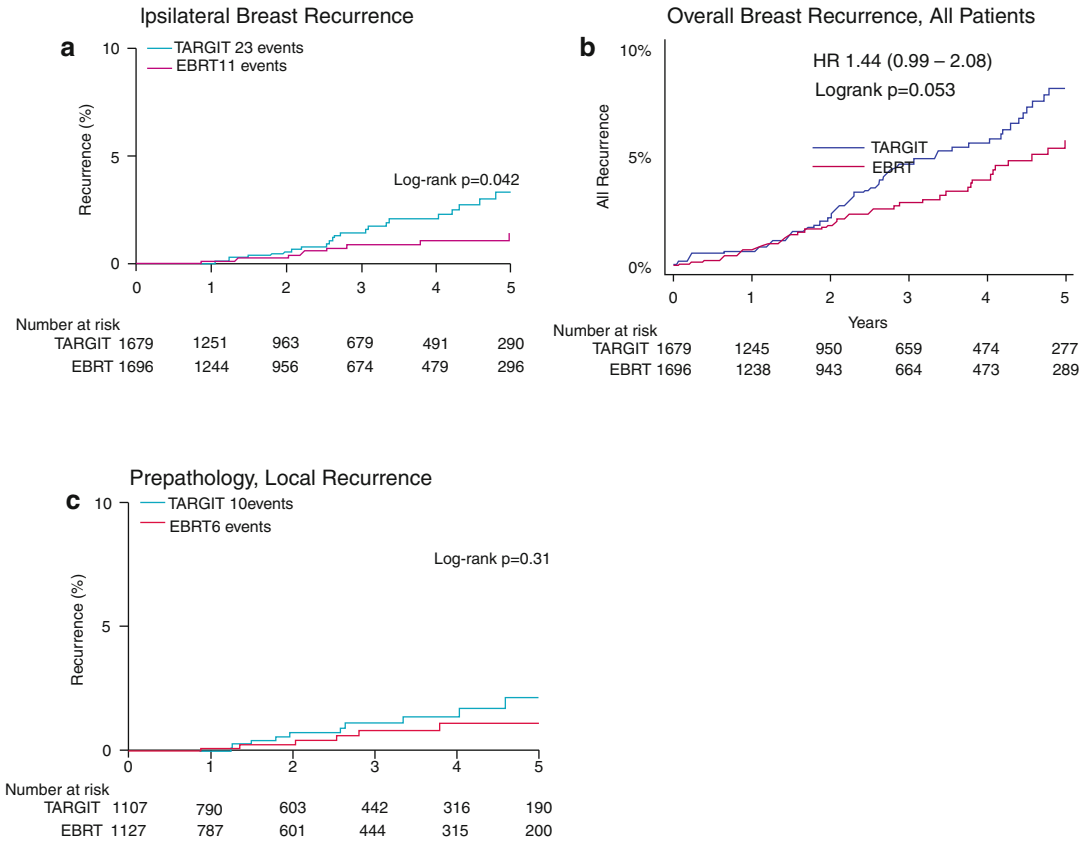 Ipsilateral Breast Recurrence
a
10
TARGIT 23 events
EBRT11 events
Recurrence (%)
5
Log-rank p=0.042
0
0 1 2 3 4 5
Number at risk
TARGIT 1679 1251 963 679 491 290
EBRT 1696 1244 956 674 479 296
Overall Breast Recurrence, All Patients
b
10%
HR 1.44 (0.99 – 2.08)
Logrank p=0.053
All Recurrence
5%
TARGIT
EBRT
0%
0 1 2 3 4 5
Years
Number at risk
TARGIT 1679 1245 950 659 474 277
EBRT 1696 1238 943 664 473 289
Prepathology, Local Recurrence
c
10
TARGIT 10events
EBRT6 events
Log-rank p=0.31
Recurrence (%)
5
0
0 1 2 3 4 5
Number at risk
TARGIT 1107 790 603 442 316 190
EBRT 1127 787 601 444 315 200